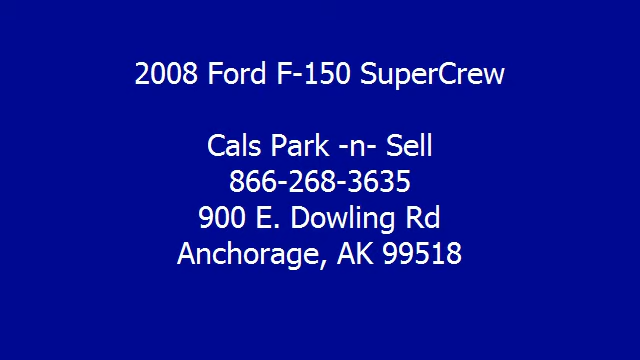 2008 Ford F-150 SuperCrew
Cals Park -n- Sell
866-268-3635
900 E. Dowling Rd
Anchorage, AK 99518